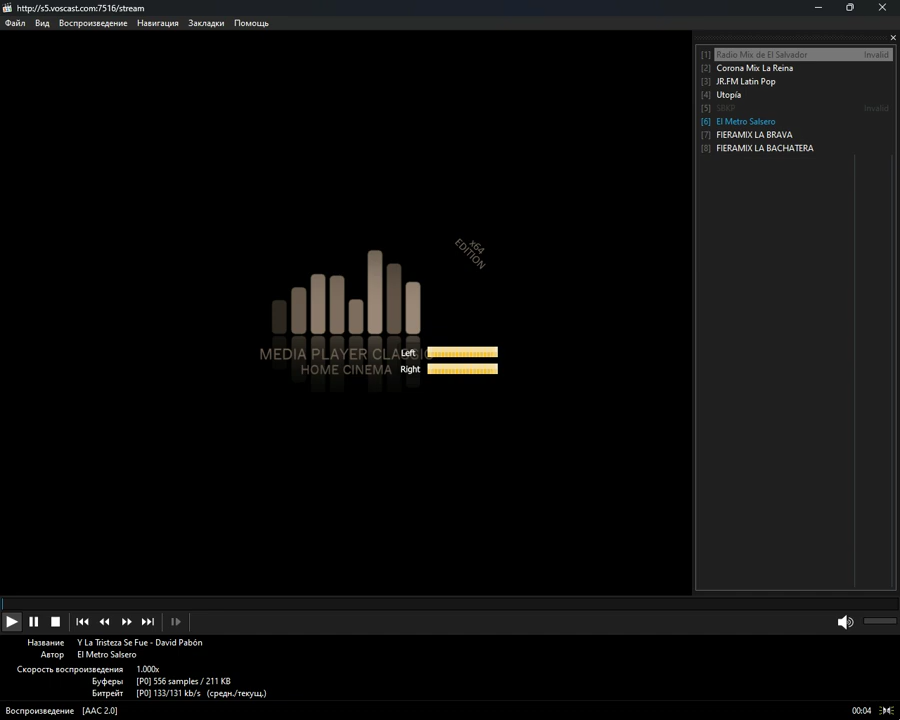 http://s5.voscast.com:7516/stream
Файл Вид Воспроизведение Навигация Закладки Помощь
[1] Radio Mix de El Salvador Invalid
[2] Corona Mix La Reina
[3] JR.FM Latin Pop
[4] Utopía
[5] SBKR Invalid
[6] El Metro Salsero
[7] FIERAMIX LA BRAVA
[8] FIERAMIX LA BACHATERA
x64
EDITION
MEDIA PLAYER CLASSIC
HOME CINEMA
Left
Right
Название Y La Tristeza Se Fue - David Pabón
Автор El Metro Salsero
Скорость воспроизведения 1.000x
Буферы [P0] 556 samples / 211 KB
Битрейт [P0] 133/131 kb/s (средн./текущ.)
Воспроизведение [AAC 2.0] 00:04